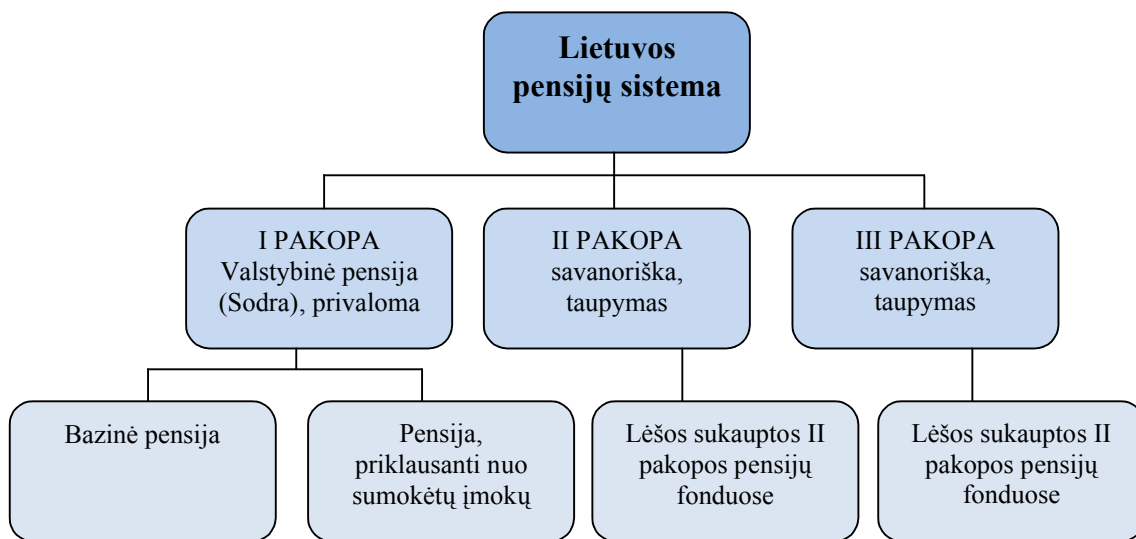 Lietuvos
pensijų sistema
I PAKOPA
Valstybinė pensija
(Sodra), privaloma
II PAKOPA
savanoriška,
taupymas
III PAKOPA
savanoriška,
taupymas
Bazinė pensija
Pensija,
priklausanti nuo
sumokėtų įmokų
Lėšos sukauptos II
pakopos pensijų
fonduose
Lėšos sukauptos II
pakopos pensijų
fonduose